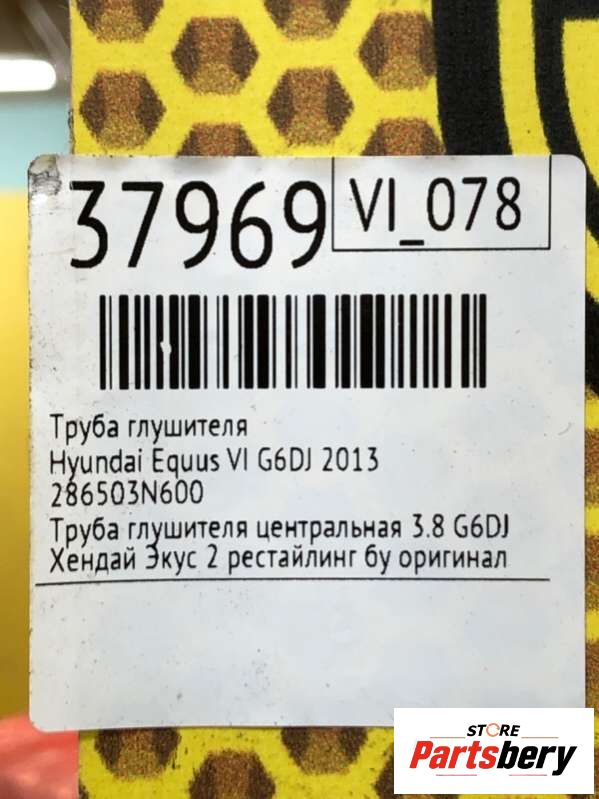 37969 VI_078
Труба глушителя
Hyundai Equus VI G6DJ 2013
286503N600
Труба глушителя центральная 3.8 G6DJ
Хендай Экус 2 рестайлинг бу оригинал
STORE
Partsbery